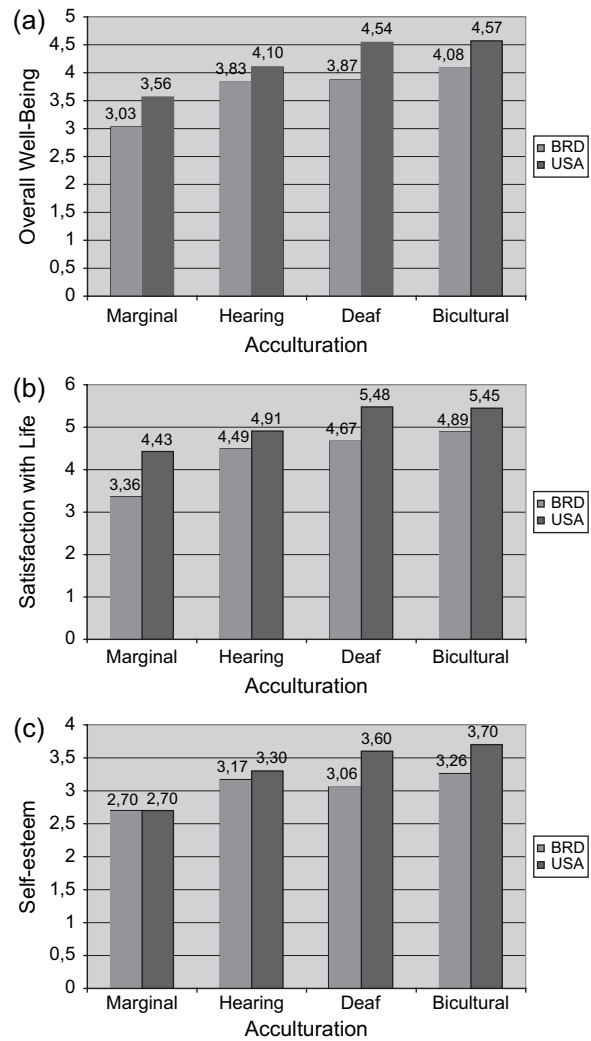 (a)
5
4,5
4
3,5
3
2,5
2
1,5
1
0,5
0
Overall Well-Being
3,03
3,56
3,83
4,10
3,87
4,54
4,08
4,57
Marginal Hearing Deaf Bicultural
Acculturation
BRD
USA
(b)
6
5
4
3
2
1
0
Satisfaction with Life
3,36
4,43
4,49
4,91
4,67
5,48
4,89
5,45
Marginal Hearing Deaf Bicultural
Acculturation
BRD
USA
(c)
4
3,5
3
2,5
2
1,5
1
0,5
0
Self-esteem
2,70
2,70
3,17
3,30
3,06
3,60
3,26
3,70
Marginal Hearing Deaf Bicultural
Acculturation
BRD
USA